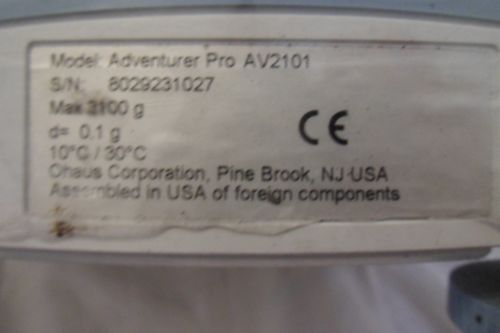 Model: Adventurer Pro AV2101
S/N: 8029231027
Max 3100 g
d= 0.1 g
CE
10°C / 30°C
Ohaus Corporation, Pine Brook, NJ USA
Assembled in USA of foreign components